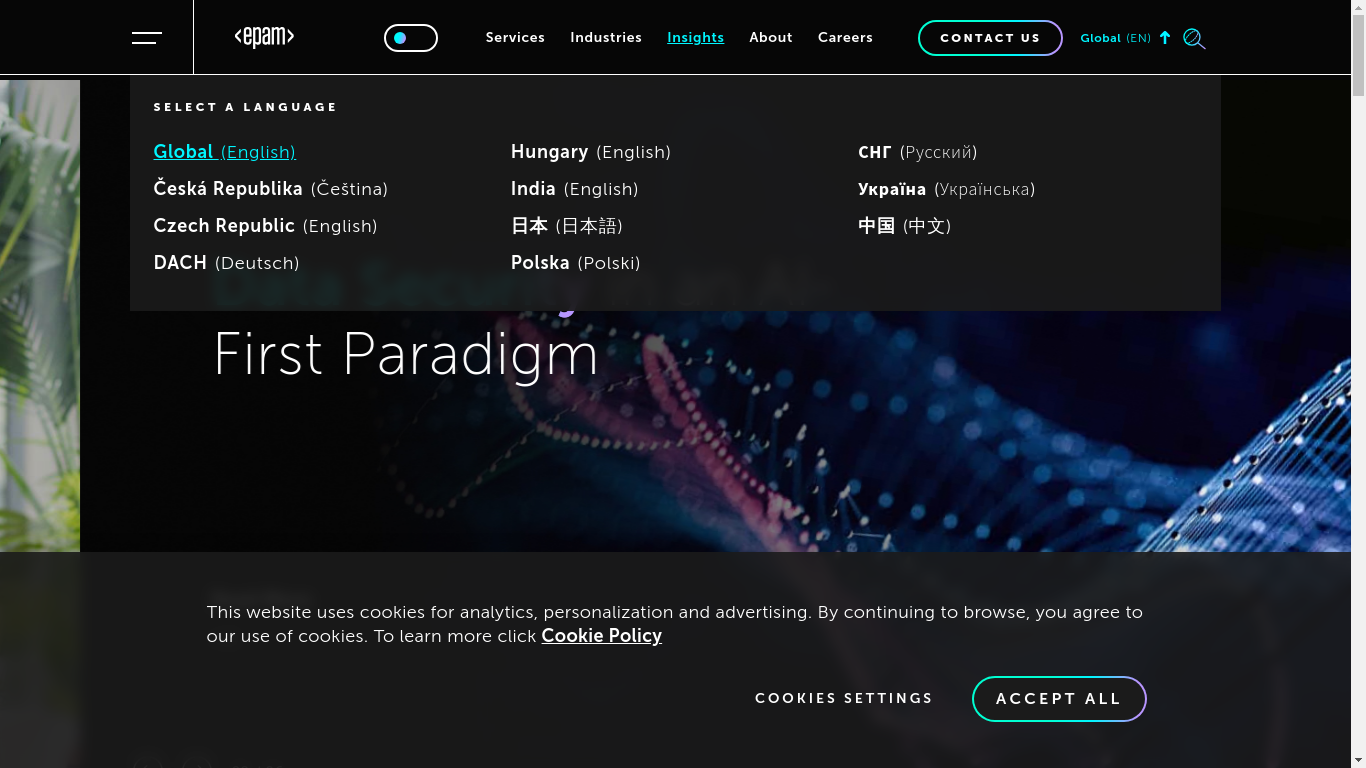 <epam>
Services Industries Insights About Careers CONTACT US Global (EN)
SELECT A LANGUAGE
Global (English) Hungary (English) СНГ (Русский)
Česká Republika (Čeština) India (English) Україна (Українська)
Czech Republic (English) 日本 (日本語) 中国 (中文)
DACH (Deutsch) Polska (Polski)
First Paradigm
This website uses cookies for analytics, personalization and advertising. By continuing to browse, you agree to
our use of cookies. To learn more click Cookie Policy
COOKIES SETTINGS ACCEPT ALL